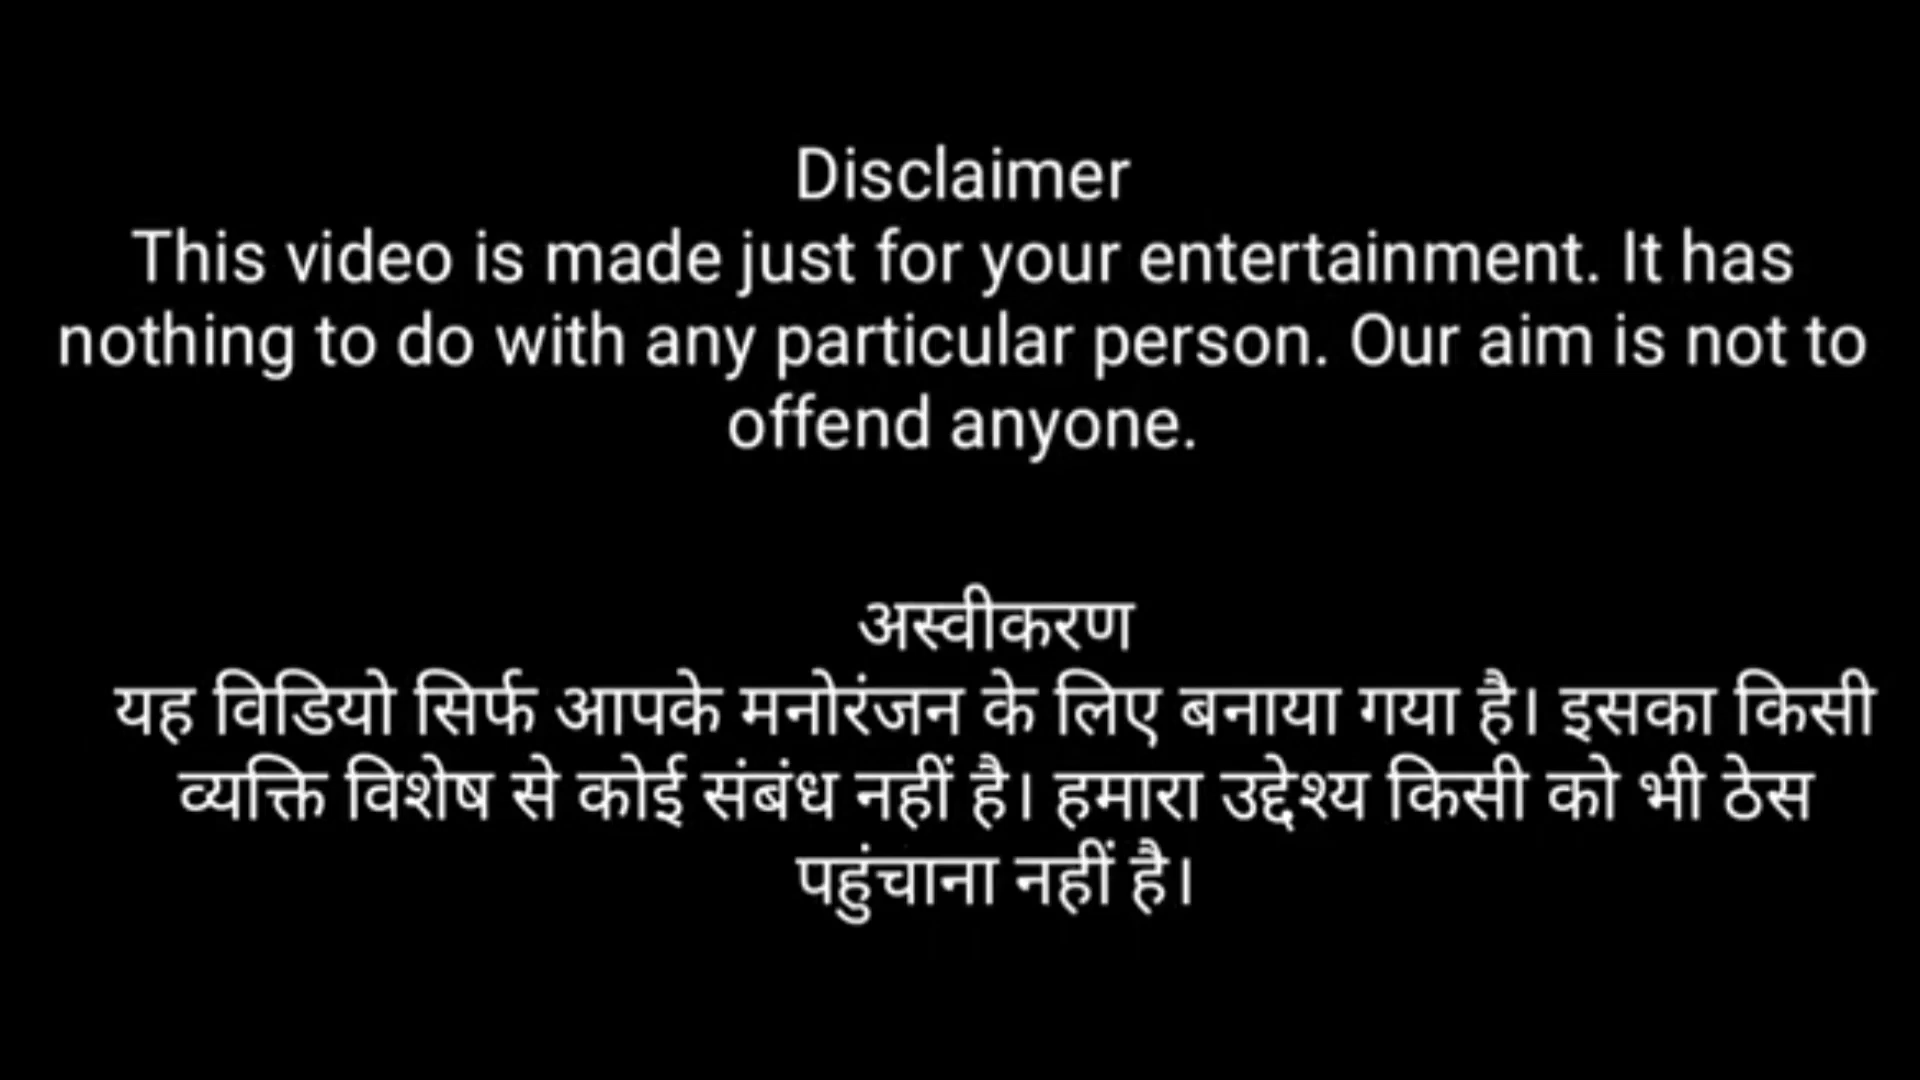 Disclaimer
This video is made just for your entertainment. It has
nothing to do with any particular person. Our aim is not to
offend anyone.
अस्वीकरण
यह विडियो सिर्फ आपके मनोरंजन के लिए बनाया गया है। इसका किसी
व्यक्ति विशेष से कोई संबंध नहीं है। हमारा उद्देश्य किसी को भी ठेस
पहुंचाना नहीं है।